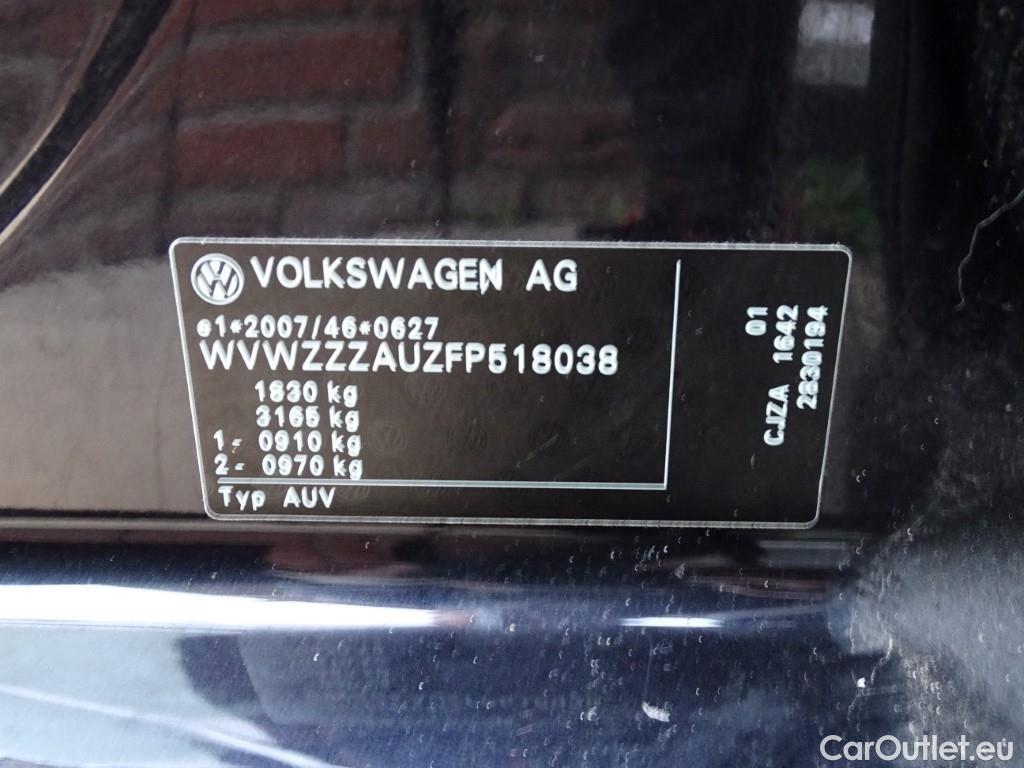 VOLKSWAGEN AG
e1*2007/46*0627
WVWZZZAUZFP518038
1830 kg
3165 kg
1- 0910 kg
2- 0970 kg
Typ AUV
01
CJZA 1642
2830194
CarOutlet.eu